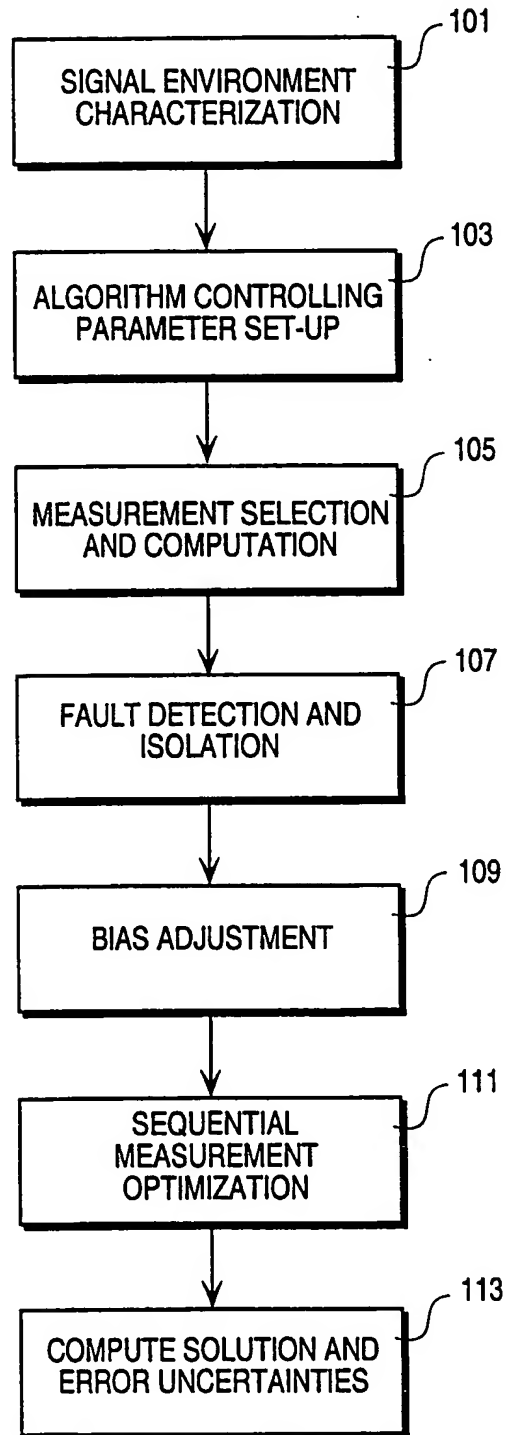 101
SIGNAL ENVIRONMENT
CHARACTERIZATION
103
ALGORITHM CONTROLLING
PARAMETER SET-UP
105
MEASUREMENT SELECTION
AND COMPUTATION
107
FAULT DETECTION AND
ISOLATION
109
BIAS ADJUSTMENT
111
SEQUENTIAL
MEASUREMENT
OPTIMIZATION
113
COMPUTE SOLUTION AND
ERROR UNCERTAINTIES